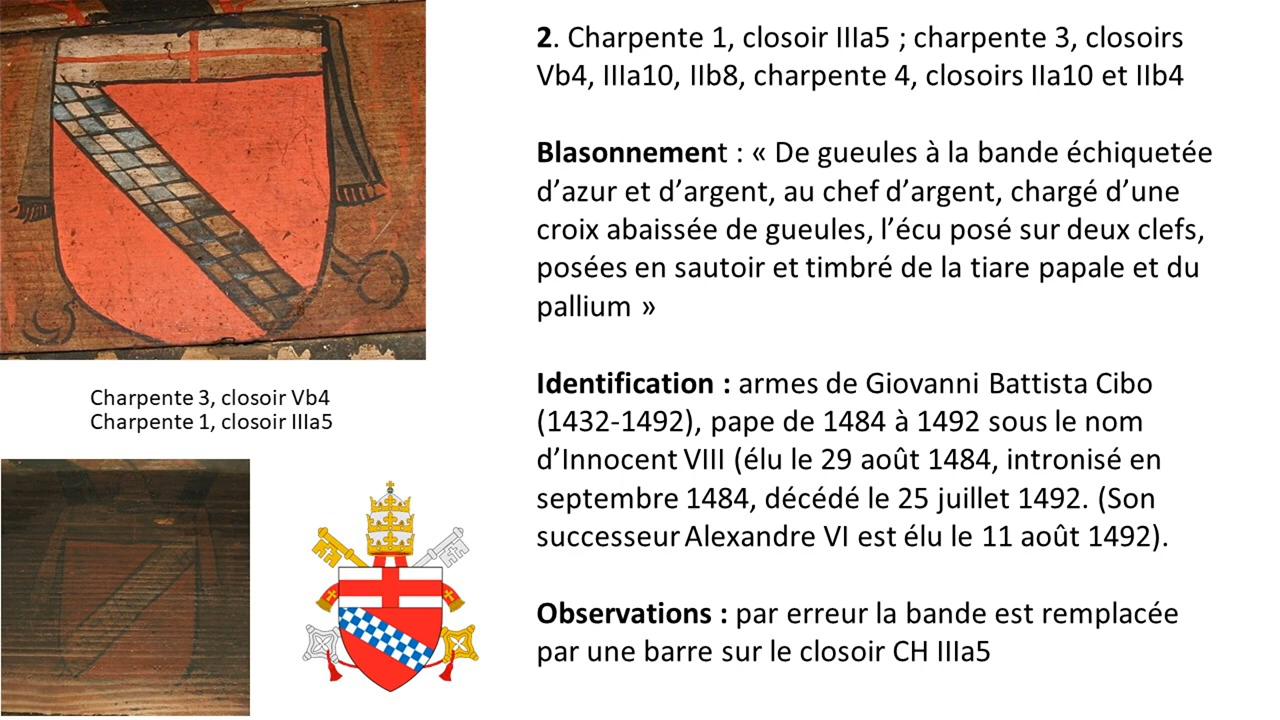 2. Charpente 1, closoir IIIa5 ; charpente 3, closoirs
Vb4, IIIa10, IIb8, charpente 4, closoirs IIa10 et IIb4
Blasonnement : « De gueules à la bande échiquetée
d’azur et d’argent, au chef d’argent, chargé d’une
croix abaissée de gueules, l’écu posé sur deux clefs,
posées en sautoir et timbré de la tiare papale et du
pallium »
Identification : armes de Giovanni Battista Cibo
(1432-1492), pape de 1484 à 1492 sous le nom
d’Innocent VIII (élu le 29 août 1484, intronisé en
septembre 1484, décédé le 25 juillet 1492. (Son
successeur Alexandre VI est élu le 11 août 1492).
Observations : par erreur la bande est remplacée
par une barre sur le closoir CH IIIa5
Charpente 3, closoir Vb4
Charpente 1, closoir IIIa5